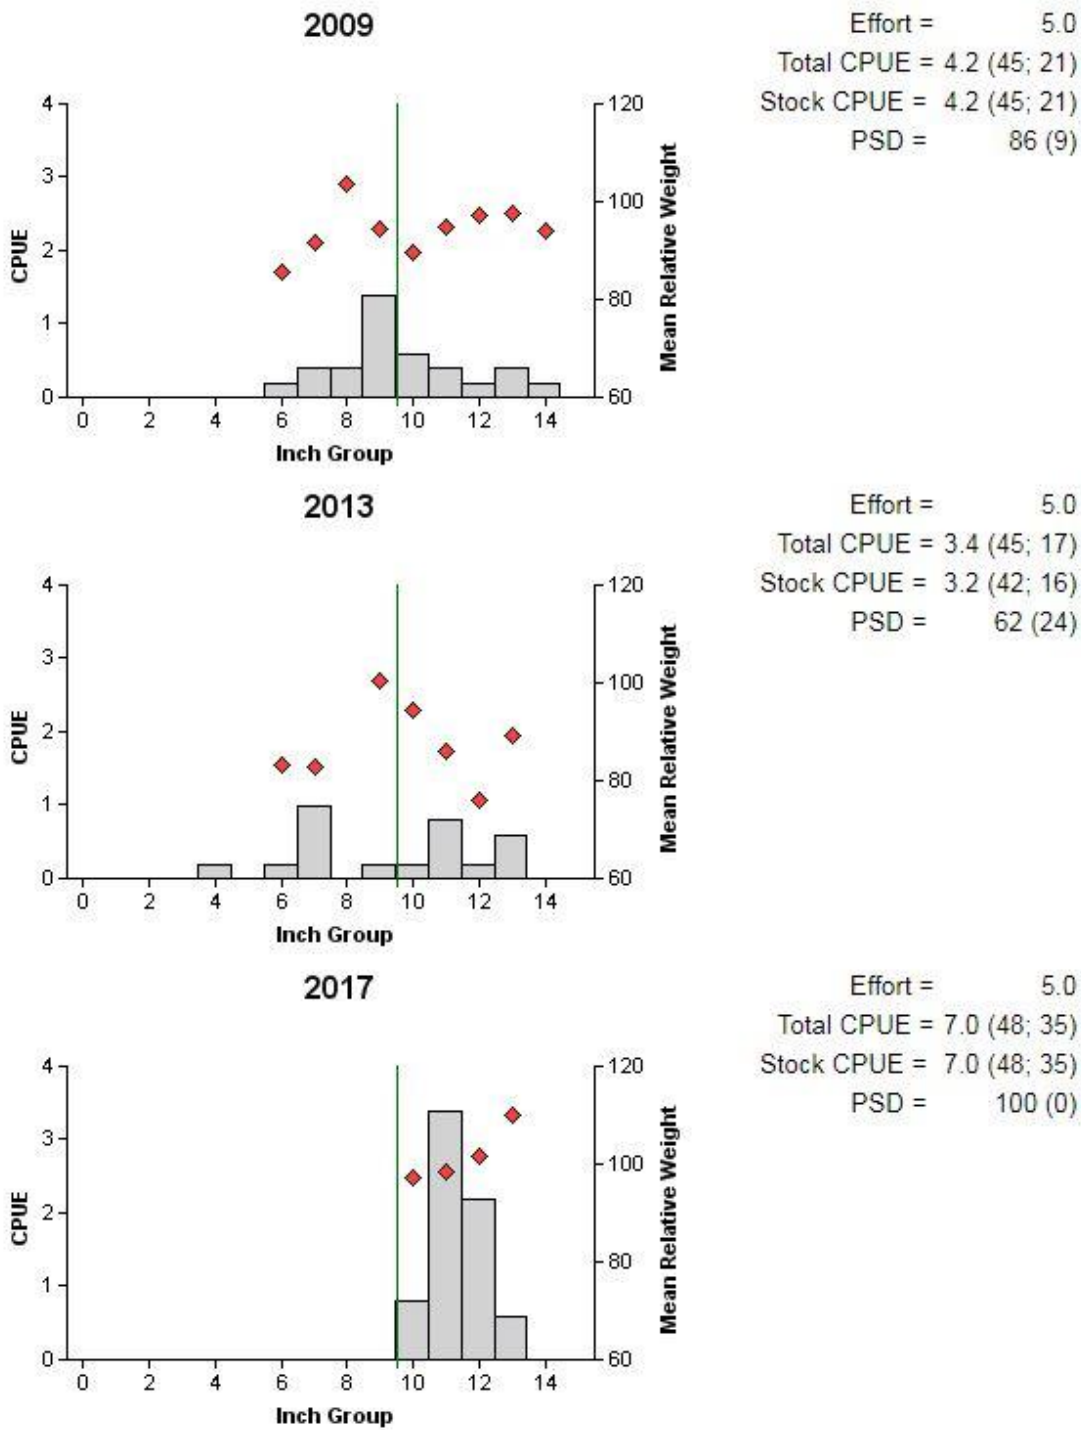 2009
Effort = 5.0
Total CPUE = 4.2 (45; 21)
Stock CPUE = 4.2 (45; 21)
PSD = 86 (9)
4
3
2
1
0
CPUE
120
100
80
60
Mean Relative Weight
0 2 4 6 8 10 12 14
Inch Group
2013
Effort = 5.0
Total CPUE = 3.4 (45; 17)
Stock CPUE = 3.2 (42; 16)
PSD = 62 (24)
4
3
2
1
0
CPUE
120
100
80
60
Mean Relative Weight
0 2 4 6 8 10 12 14
Inch Group
2017
Effort = 5.0
Total CPUE = 7.0 (48; 35)
Stock CPUE = 7.0 (48; 35)
PSD = 100 (0)
4
3
2
1
0
CPUE
120
100
80
60
Mean Relative Weight
0 2 4 6 8 10 12 14
Inch Group